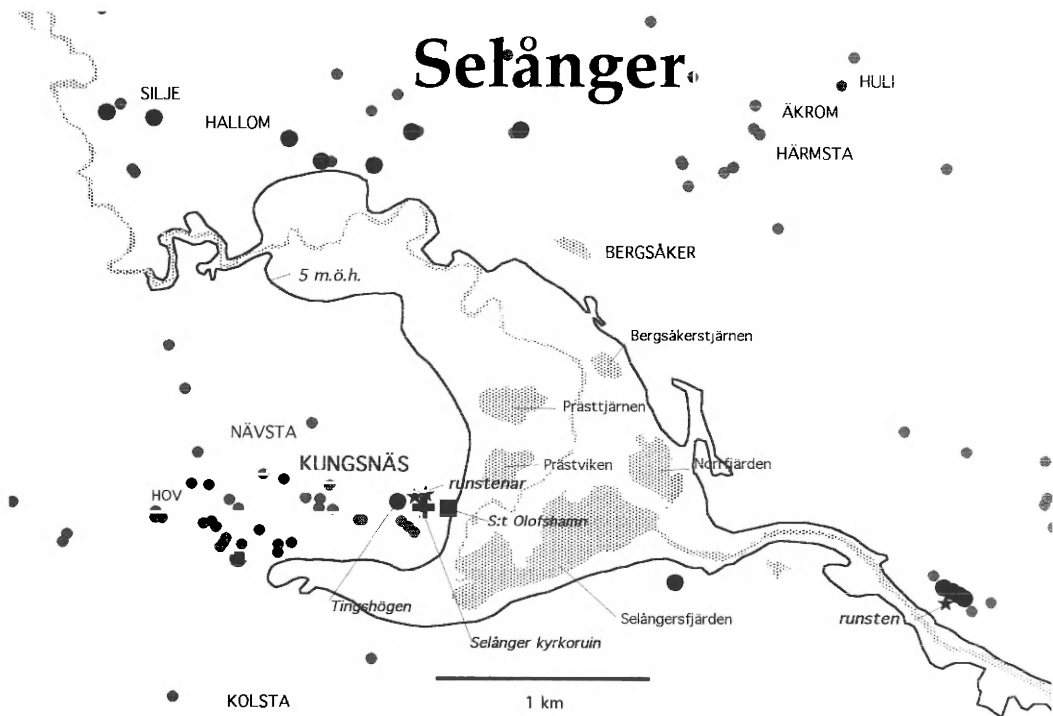 Selånger
SILJE
HULI
HALLOM
ÄKROM
HÄRMSTA
BERGSÅKER
5 m.ö.h.
Bergsåkerstjärnen
Prästtjärnen
NÄVSTA
KUNGSNÄS
Prästviken
Norrfjärden
runstenar
HOV
S:t Olofshamn
Tingshögen
Selångersfjärden
runsten
Selånger kyrkoruin
KOLSTA
1 km